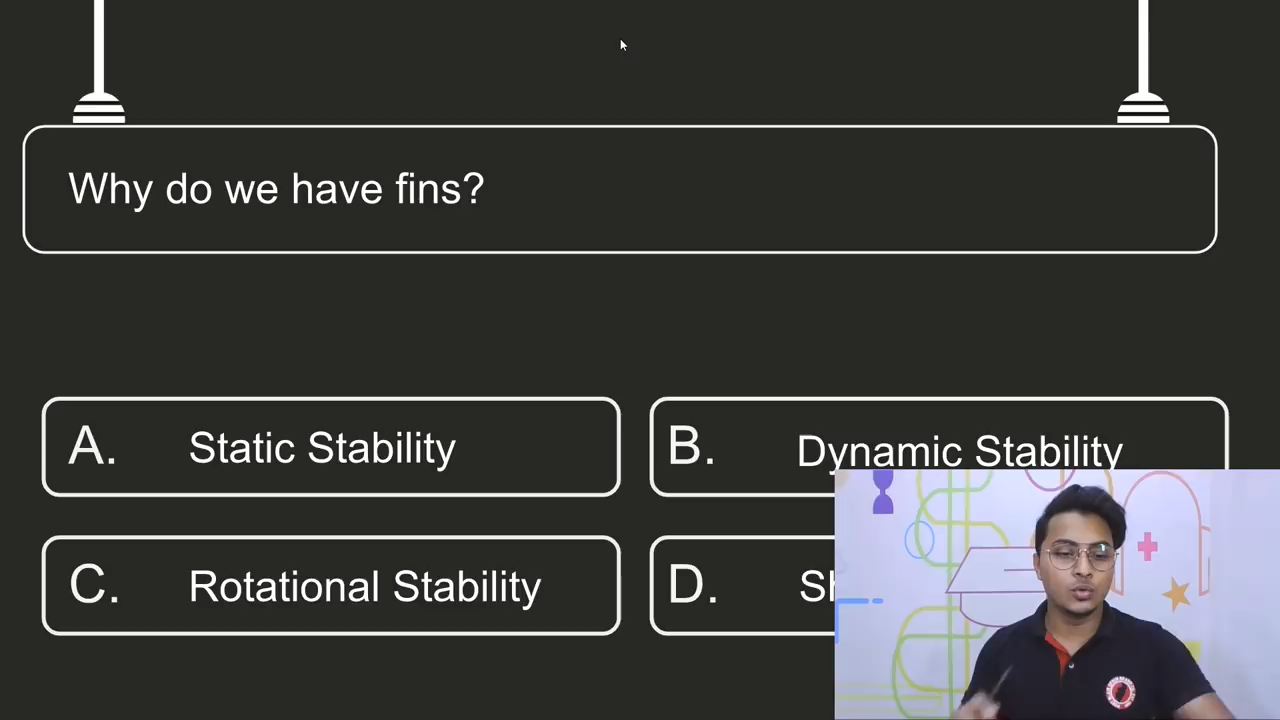 Why do we have fins?
A. Static Stability
B. Dynamic Stability
C. Rotational Stability
D.